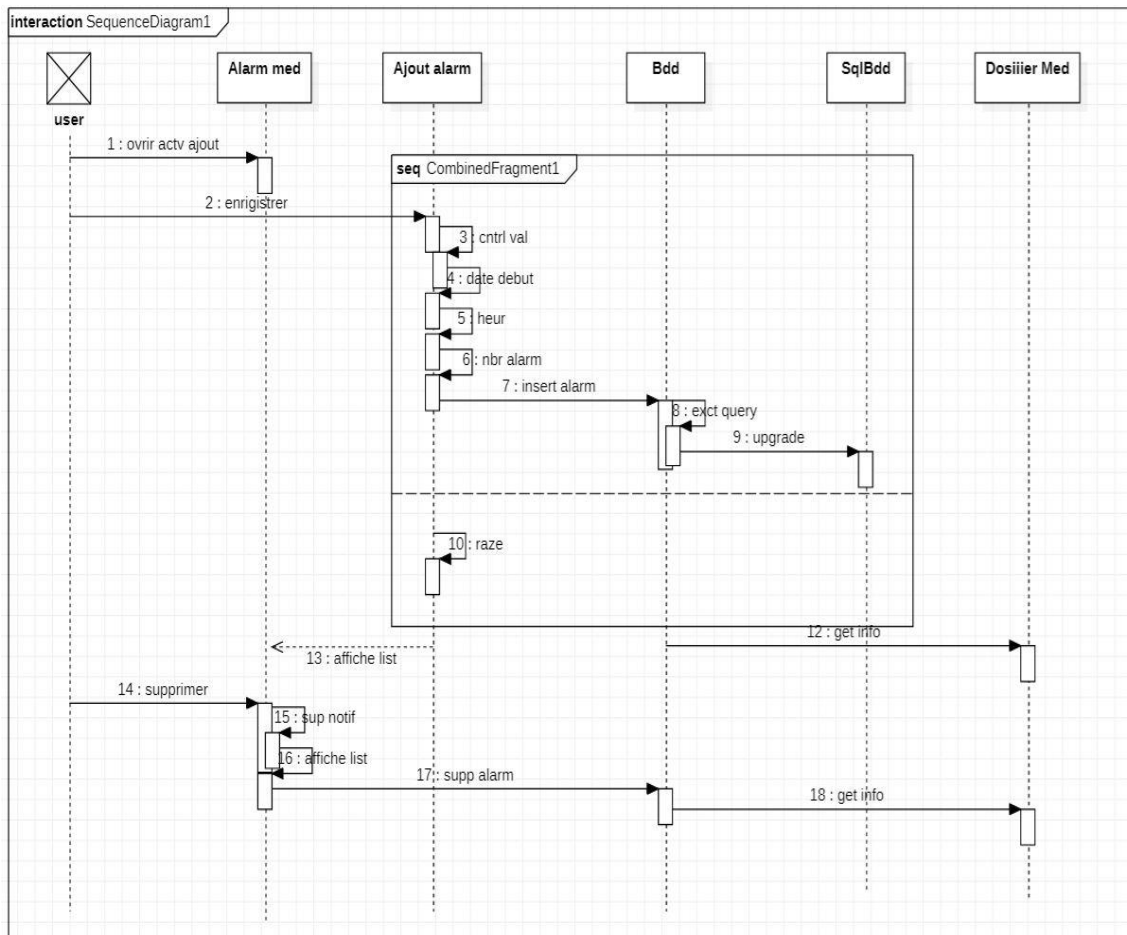 interaction SequenceDiagram1
user
Alarm med
Ajout alarm
Bdd
SqlBdd
Dosiiier Med
1 : ovrir actv ajout
seq CombinedFragment1
2 : enrigistrer
3 : cntrl val
4 : date debut
5 : heur
6 : nbr alarm
7 : insert alarm
8 : exct query
9 : upgrade
10 : raze
12 : get info
13 : affiche list
14 : supprimer
15 : sup notif
16 : affiche list
17 : supp alarm
18 : get info